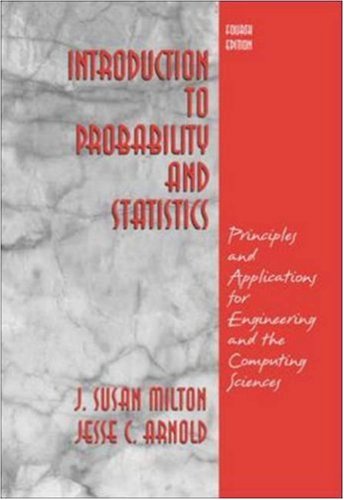 FOURTH
EDITION
INTRODUCTION
TO
PROBABILITY
AND
STATISTICS
Principles
and
Applications
for
Engineering
and the
Computing
Sciences
J. SUSAN MILTON
JESSE C. ARNOLD